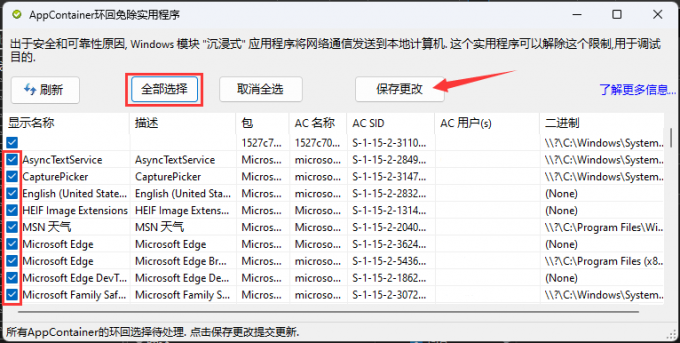 AppContainer环回免除实用程序
出于安全和可靠性原因, Windows 模块 "沉浸式" 应用程序将网络通信发送到本地计算机. 这个实用程序可以解除这个限制,用于调试
目的.
刷新 全部选择 取消全选 保存更改 了解更多信息...
显示名称 描述 包 AC 名称 AC SID AC 用户(s) 二进制
1527c7... 1527c70... S-1-15-2-3110... \\?\C:\Windows\System...
AsyncTextService AsyncTextService Micros... microso... S-1-15-2-2849... \\?\C:\Windows\System...
CapturePicker CapturePicker Micros... microso... S-1-15-2-3147... \\?\C:\Windows\System...
English (United State... English (United State... Micros... microso... S-1-15-2-2832... (None)
HEIF Image Extensions HEIF Image Extens... Micros... microso... S-1-15-2-1314... (None)
MSN 天气 MSN 天气 Micros... microso... S-1-15-2-2040... \\?\C:\Program Files\Wi...
Microsoft Edge Microsoft Edge Micros... microso... S-1-15-2-3624... (None)
Microsoft Edge Microsoft Edge Br... Micros... microso... S-1-15-2-5436... \\?\C:\Program Files (x8...
Microsoft Edge DevT... Microsoft Edge De... Micros... microso... S-1-15-2-1862... (None)
Microsoft Family Saf... Microsoft Family S... Micros... microso... S-1-15-2-3072... \\?\C:\Windows\System...
所有AppContainer的环回选择待处理. 点击保存更改提交更新.